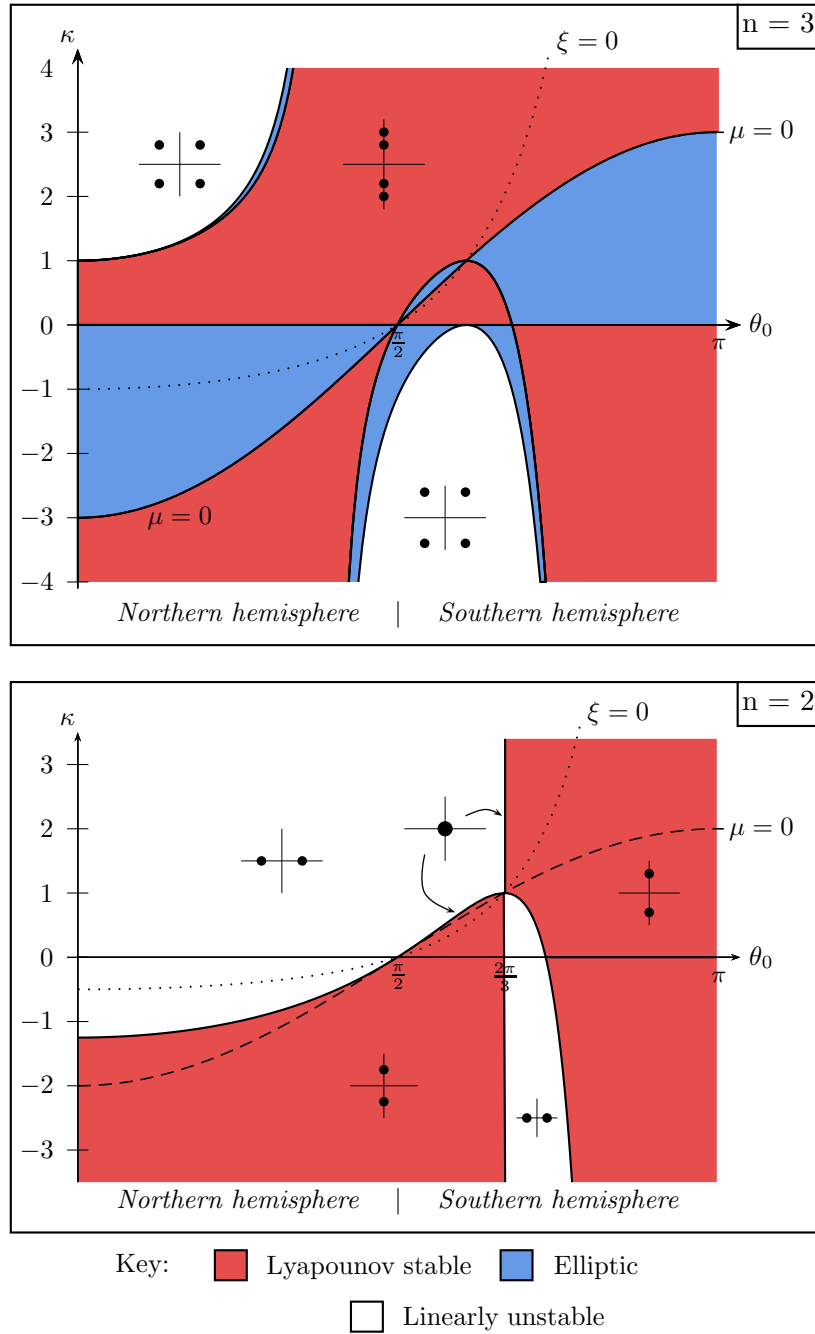 n = 3
κ
ξ = 0
4
3
μ = 0
2
1
0
π/2
π
θ₀
−1
−2
−3
μ = 0
−4
Northern hemisphere | Southern hemisphere
n = 2
κ
ξ = 0
3
2
μ = 0
1
0
π/2
2π/3
π
θ₀
−1
−2
−3
Northern hemisphere | Southern hemisphere
Key: Lyapounov stable Elliptic
Linearly unstable